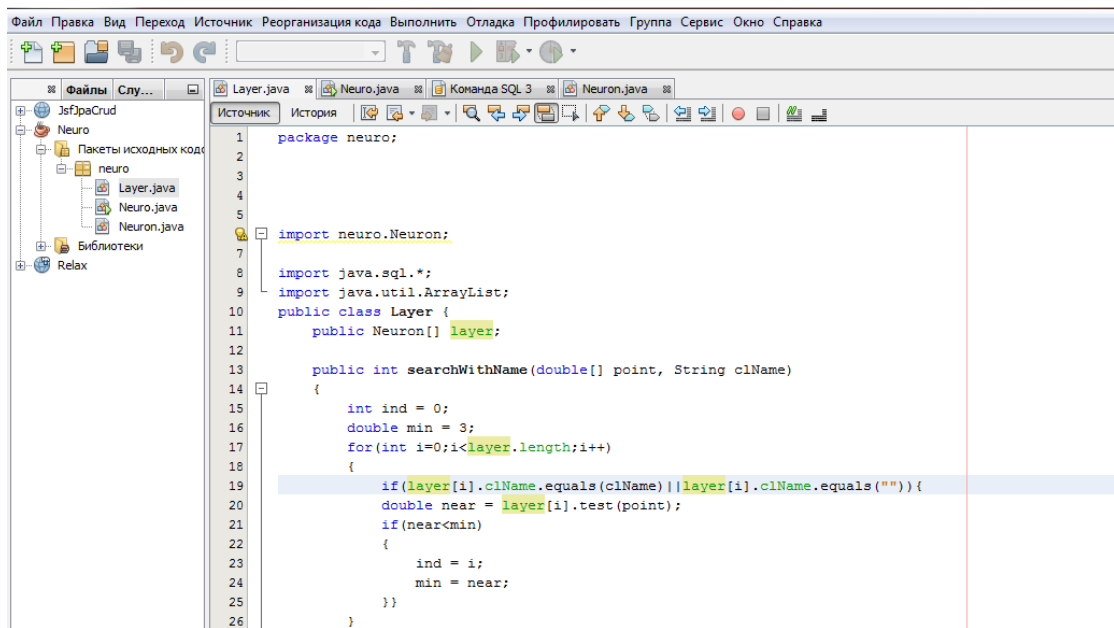 Файл Правка Вид Переход Источник Реорганизация кода Выполнить Отладка Профилировать Группа Сервис Окно Справка
Файлы Слу...
Layer.java Neuro.java Команда SQL 3 Neuron.java
JsfJpaCrud
Neuro
Пакеты исходных кодо
neuro
Layer.java
Neuro.java
Neuron.java
Библиотеки
Relax
Источник История
1 package neuro;
2
3
4
5
import neuro.Neuron;
7
8 import java.sql.*;
9 import java.util.ArrayList;
10 public class Layer {
11 public Neuron[] layer;
12
13 public int searchWithName(double[] point, String clName)
14 {
15 int ind = 0;
16 double min = 3;
17 for(int i=0;i<layer.length;i++)
18 {
19 if(layer[i].clName.equals(clName)||layer[i].clName.equals("")){
20 double near = layer[i].test(point);
21 if(near<min)
22 {
23 ind = i;
24 min = near;
25 }}
26 }